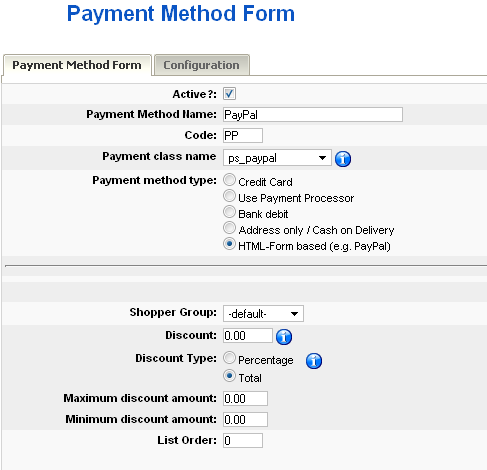 Payment Method Form
Payment Method Form Configuration
Active?:
Payment Method Name: PayPal
Code: PP
Payment class name ps_paypal
Payment method type: Credit Card
Use Payment Processor
Bank debit
Address only / Cash on Delivery
HTML-Form based (e.g. PayPal)
Shopper Group: -default-
Discount: 0.00
Discount Type: Percentage
Total
Maximum discount amount: 0.00
Minimum discount amount: 0.00
List Order: 0